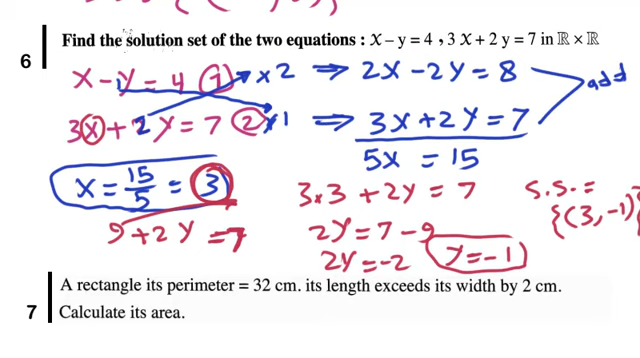 6
Find the solution set of the two equations : X – y = 4 , 3 X + 2 y = 7 in ℝ × ℝ
X - y = 4 ① × 2 ⇒ 2X - 2Y = 8
add
3X + 2Y = 7 ② × 1 ⇒ 3X + 2Y = 7
5X = 15
X = 15/5 = 3
3×3 + 2Y = 7
S.S. =
{(3, -1)}
9 + 2Y = 7
2Y = 7 - 9
2Y = -2
Y = -1
A rectangle its perimeter = 32 cm. its length exceeds its width by 2 cm.
7
Calculate its area.